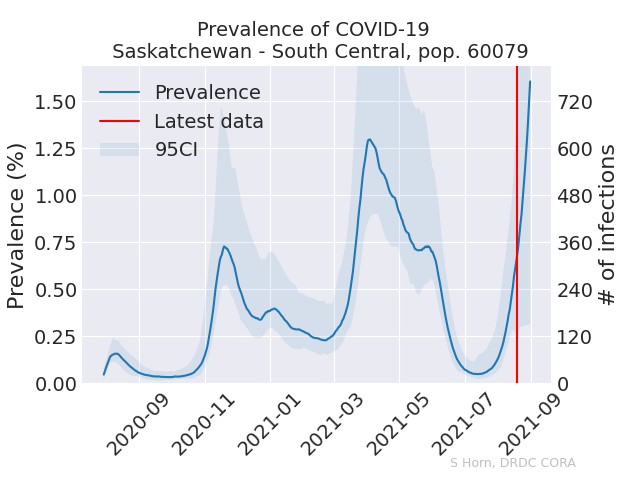 Prevalence of COVID-19
Saskatchewan - South Central, pop. 60079
Prevalence
Latest data
95CI
Prevalence (%)
1.50
1.25
1.00
0.75
0.50
0.25
0.00
720
600
480
360
240
120
0
# of infections
2020-09
2020-11
2021-01
2021-03
2021-05
2021-07
2021-09
S Horn, DRDC CORA